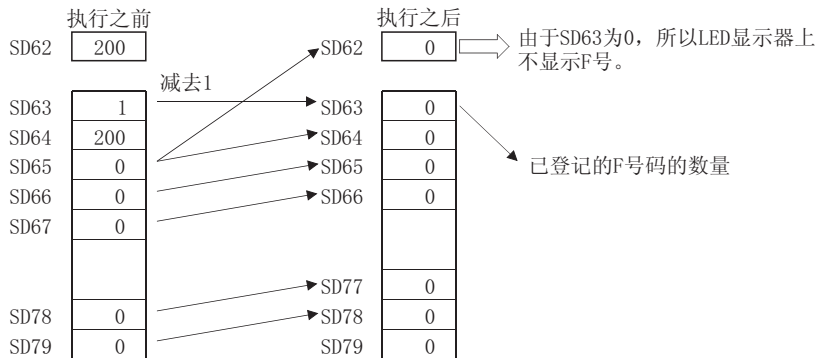 执行之前 执行之后
SD62 200 SD62 0 由于SD63为0，所以LED显示器上
不显示F号。
减去1
SD63 1 SD63 0
SD64 200 SD64 0
SD65 0 SD65 0 已登记的F号码的数量
SD66 0 SD66 0
SD67 0
SD77 0
SD78 0 SD78 0
SD79 0 SD79 0